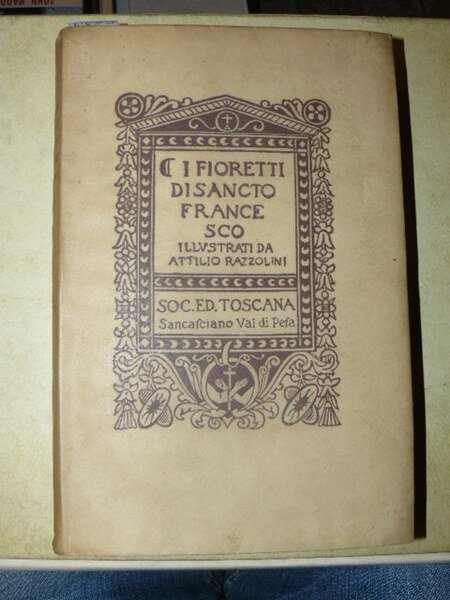 ₵ I FIORETTI
DI SANCTO
FRANCE
SCO
ILLVSTRATI DA
ATTILIO RAZZOLINI
SOC. ED. TOSCANA
Sancaſciano Val di Peſa